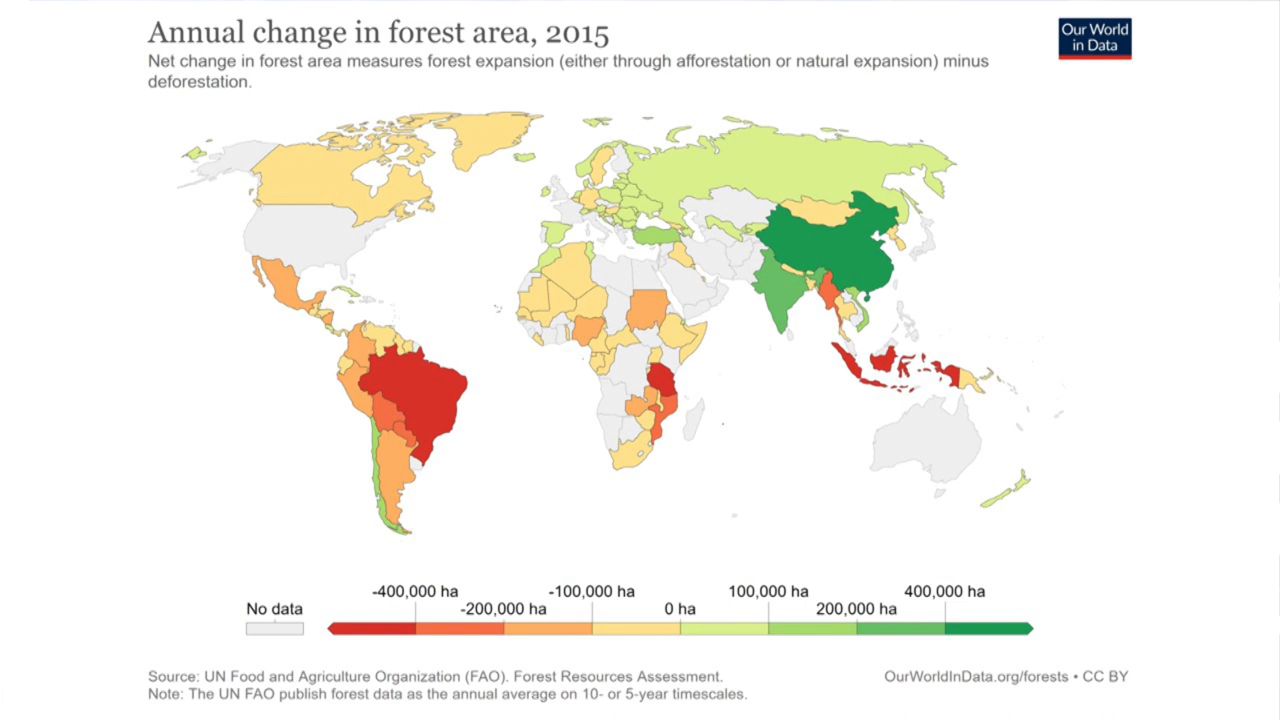 Annual change in forest area, 2015
Our World
in Data
Net change in forest area measures forest expansion (either through afforestation or natural expansion) minus
deforestation.
No data
-400,000 ha
-200,000 ha
-100,000 ha
0 ha
100,000 ha
200,000 ha
400,000 ha
Source: UN Food and Agriculture Organization (FAO). Forest Resources Assessment.
OurWorldInData.org/forests • CC BY
Note: The UN FAO publish forest data as the annual average on 10- or 5-year timescales.